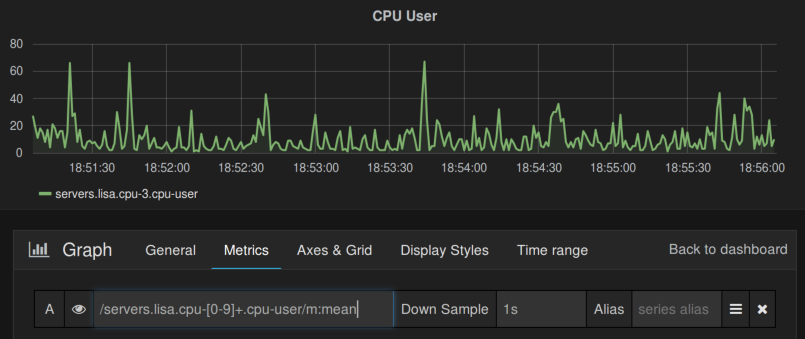 CPU User
80
60
40
20
0
18:51:30 18:52:00 18:52:30 18:53:00 18:53:30 18:54:00 18:54:30 18:55:00 18:55:30 18:56:00
servers.lisa.cpu-3.cpu-user
Graph General Metrics Axes & Grid Display Styles Time range Back to dashboard
A /servers.lisa.cpu-[0-9]+.cpu-user/m:mean Down Sample 1s Alias series alias